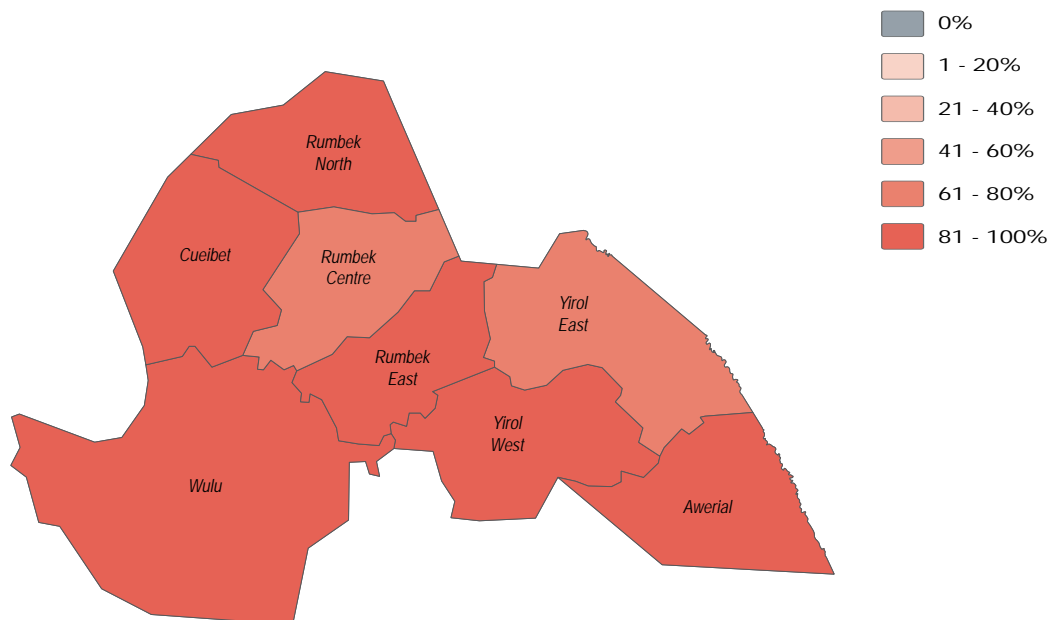 0%
1 - 20%
21 - 40%
41 - 60%
61 - 80%
81 - 100%
Rumbek
North
Cueibet
Rumbek
Centre
Yirol
East
Rumbek
East
Yirol
West
Wulu
Awerial